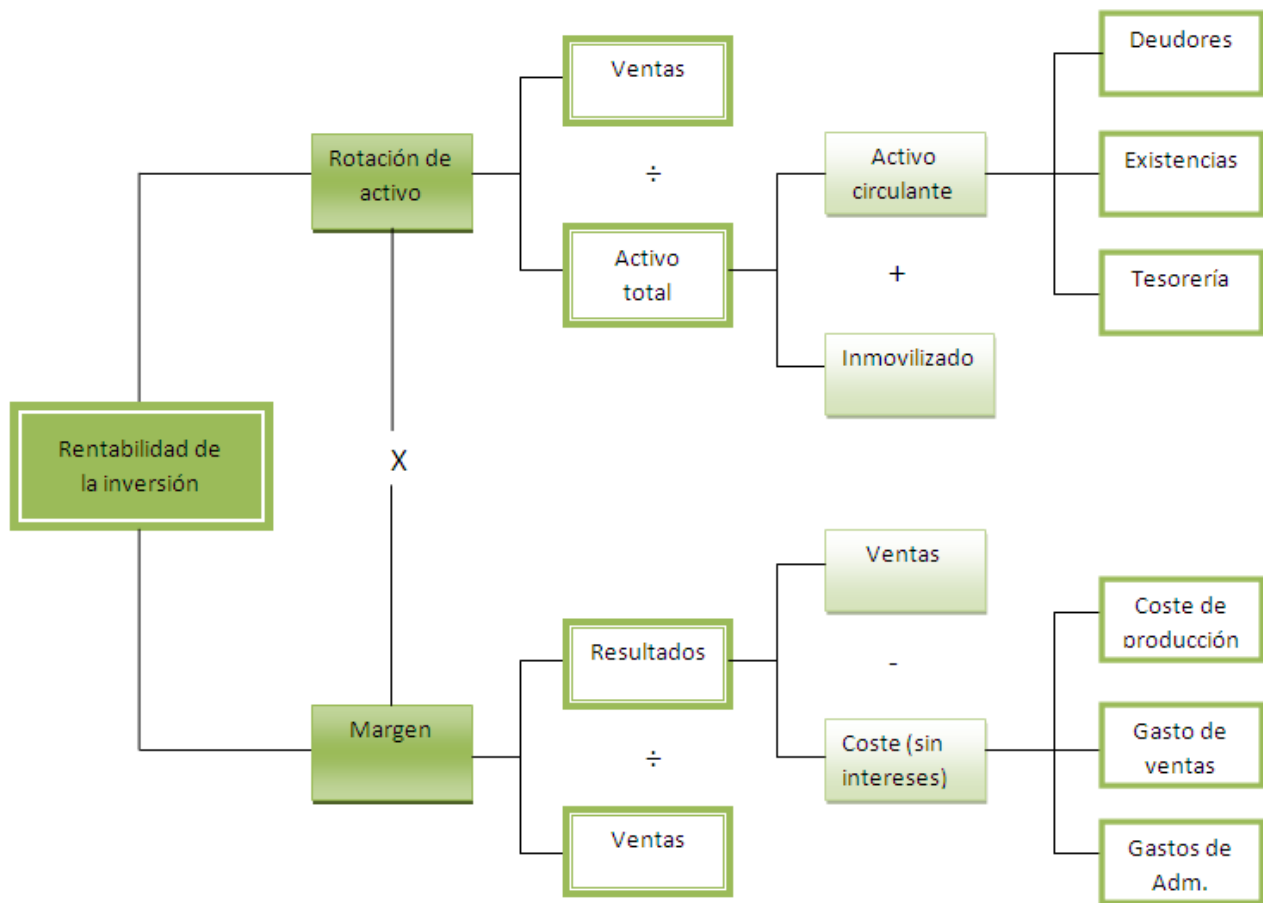 Deudores
Ventas
Rotación de
activo
Activo
circulante
Existencias
÷
Activo
total
+
Tesorería
Inmovilizado
Rentabilidad de
la inversión
X
Ventas
Coste de
producción
Resultados
-
Margen
Coste (sin
intereses)
Gasto de
ventas
÷
Ventas
Gastos de
Adm.